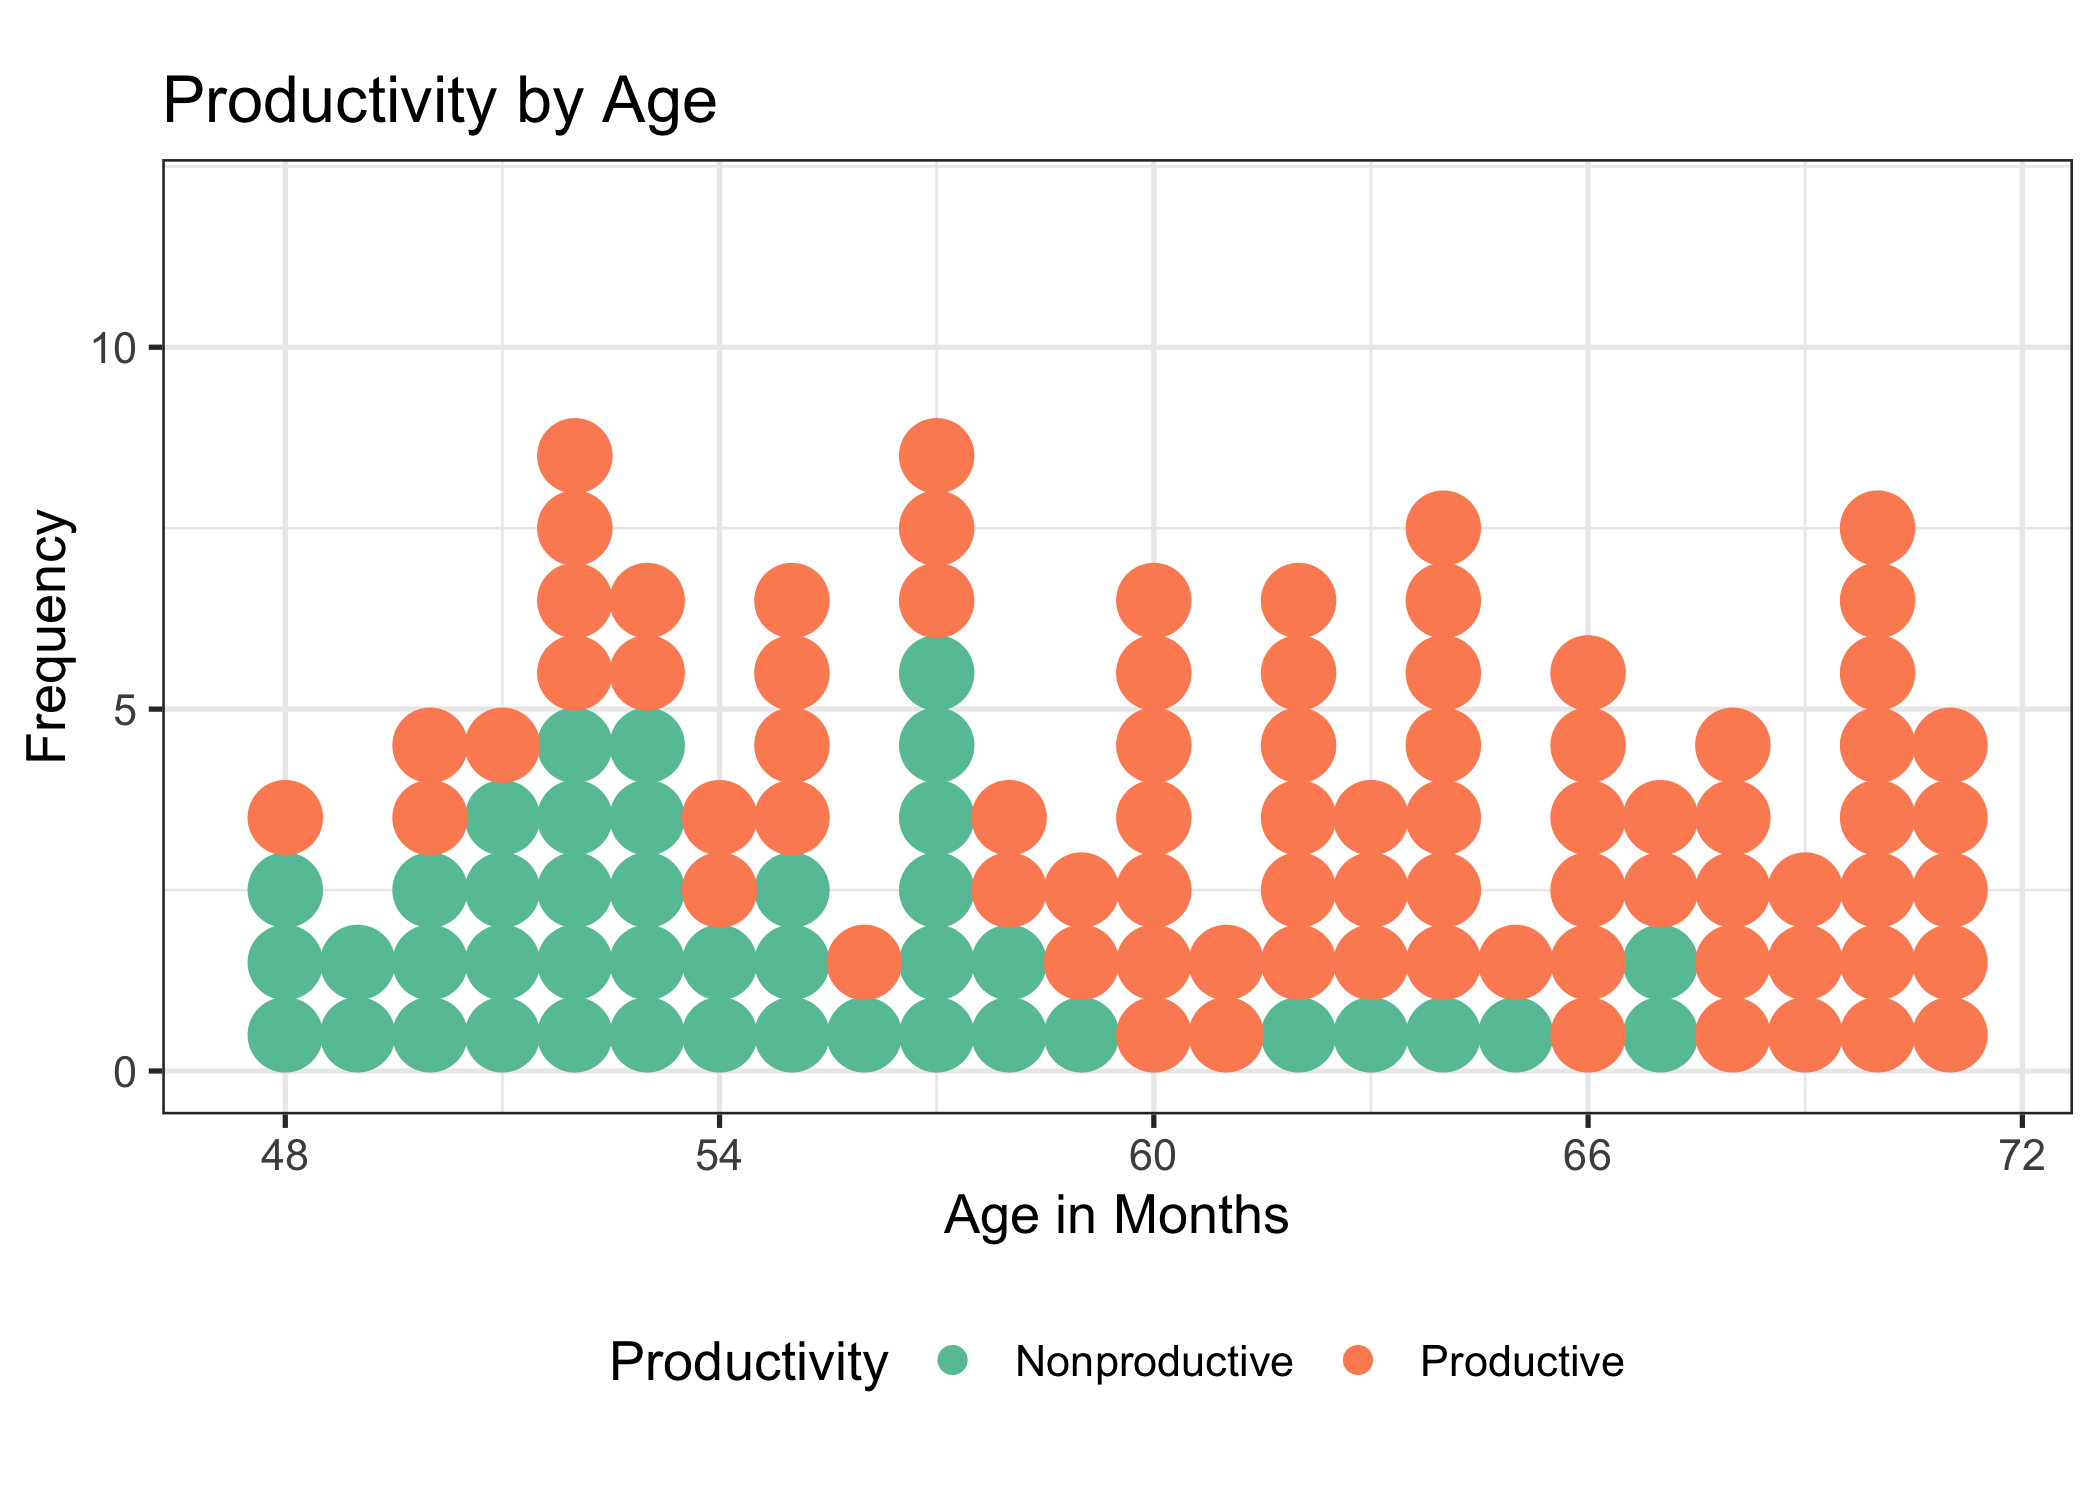 Productivity by Age
Frequency
10
5
0
48 54 60 66 72
Age in Months
Productivity Nonproductive Productive